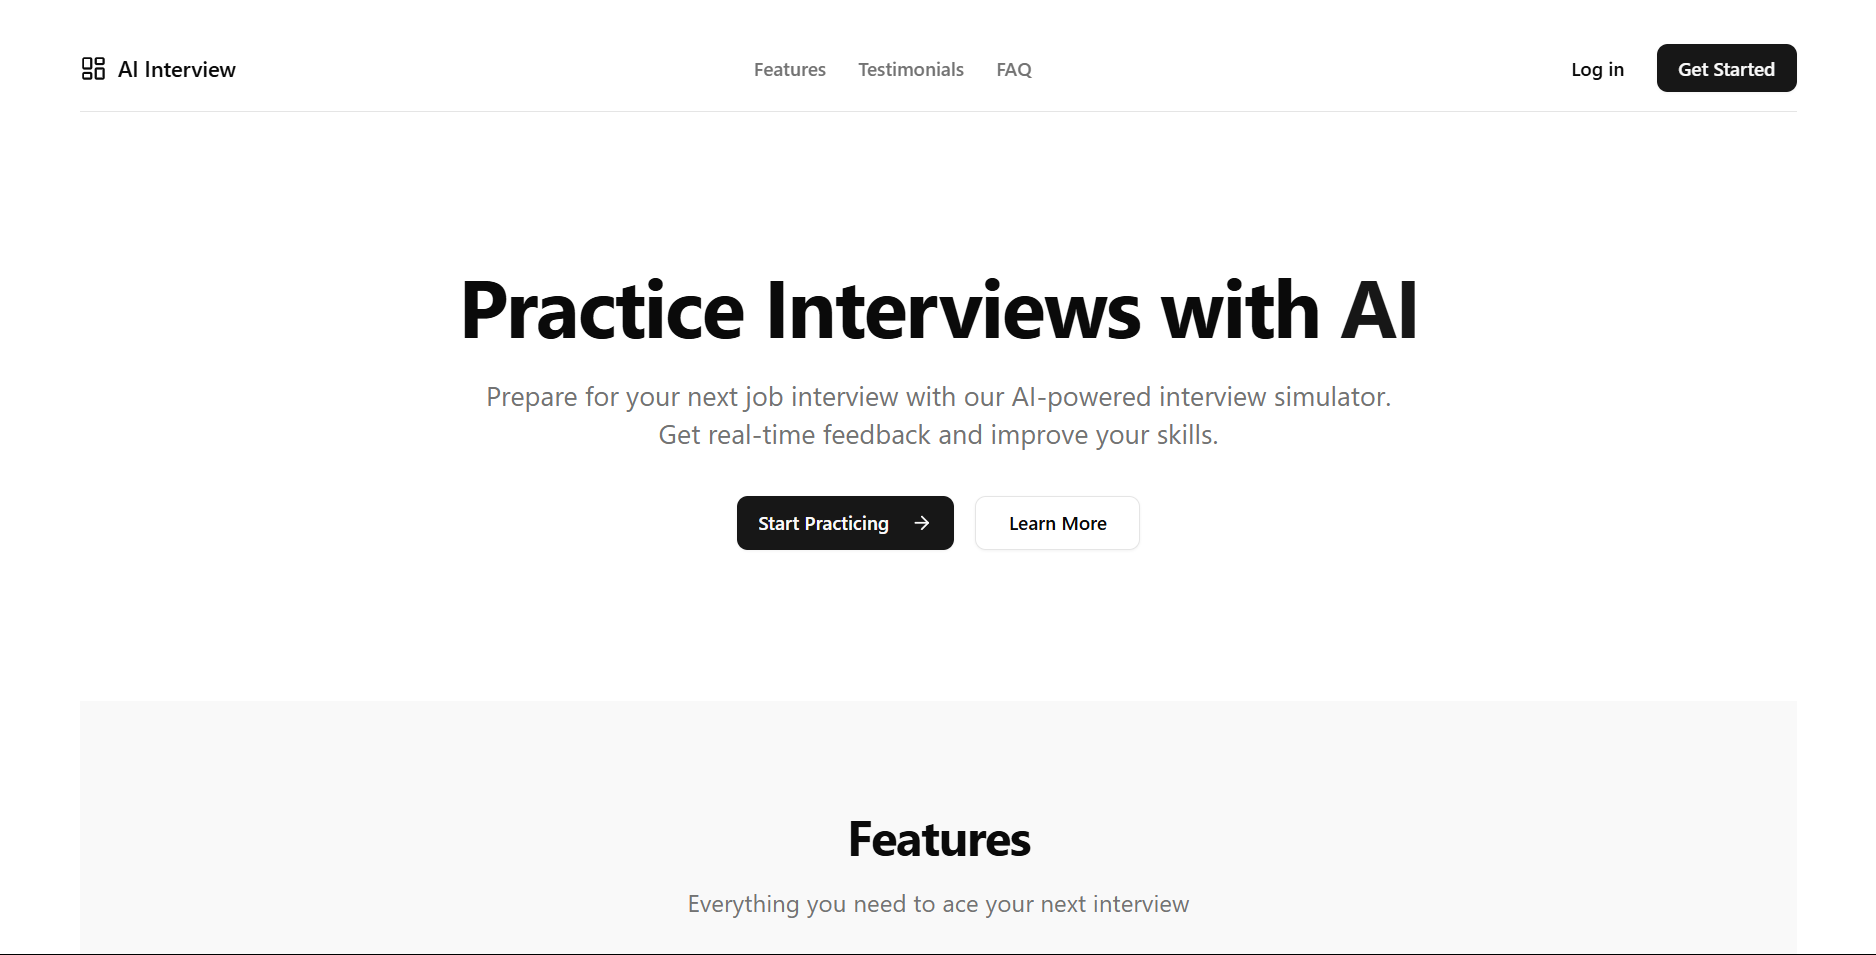 AI Interview
Features
Testimonials
FAQ
Log in
Get Started
Practice Interviews with AI
Prepare for your next job interview with our AI-powered interview simulator.
Get real-time feedback and improve your skills.
Start Practicing
Learn More
Features
Everything you need to ace your next interview